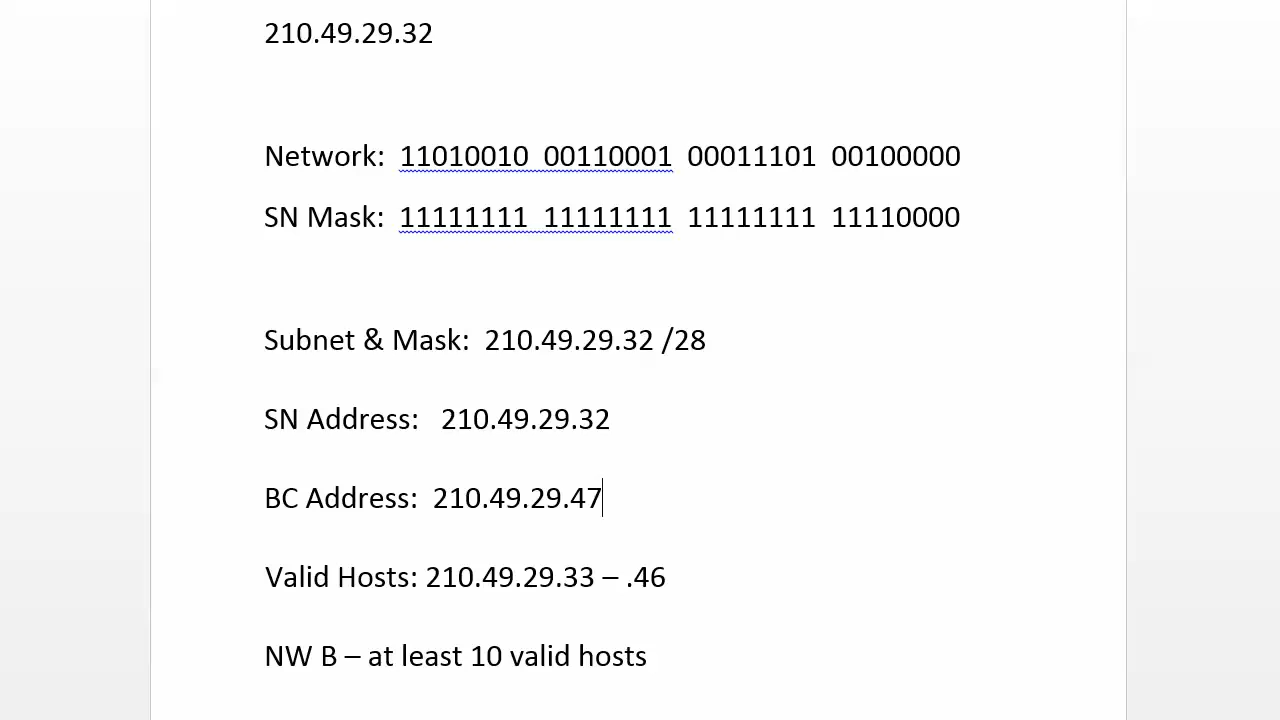 210.49.29.32
Network:  11010010  00110001  00011101  00100000
SN Mask:  11111111  11111111  11111111  11110000
Subnet & Mask:  210.49.29.32 /28
SN Address:   210.49.29.32
BC Address:  210.49.29.47
Valid Hosts: 210.49.29.33 – .46
NW B – at least 10 valid hosts